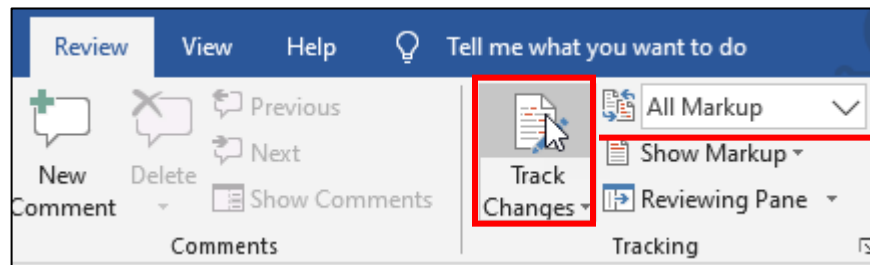 Review View Help Tell me what you want to do
New Comment
Delete
Previous
Next
Show Comments
Comments
Track Changes
All Markup
Show Markup
Reviewing Pane
Tracking